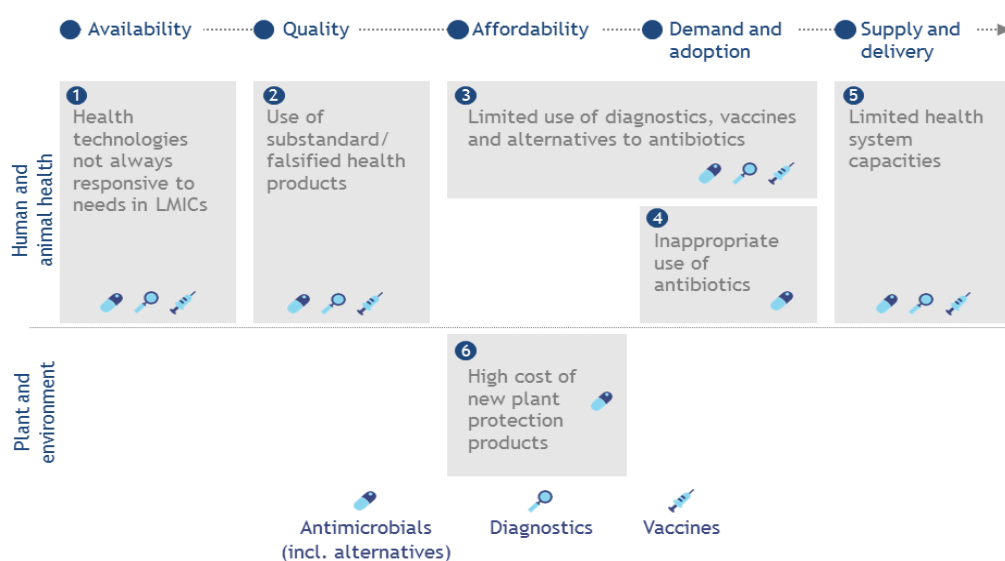 Availability
Quality
Affordability
Demand and
adoption
Supply and
delivery
Human and
animal health
1
Health
technologies
not always
responsive to
needs in LMICs
2
Use of
substandard/
falsified health
products
3
Limited use of diagnostics, vaccines
and alternatives to antibiotics
4
Inappropriate
use of
antibiotics
5
Limited health
system
capacities
Plant and
environment
6
High cost of
new plant
protection
products
Antimicrobials
(incl. alternatives)
Diagnostics
Vaccines